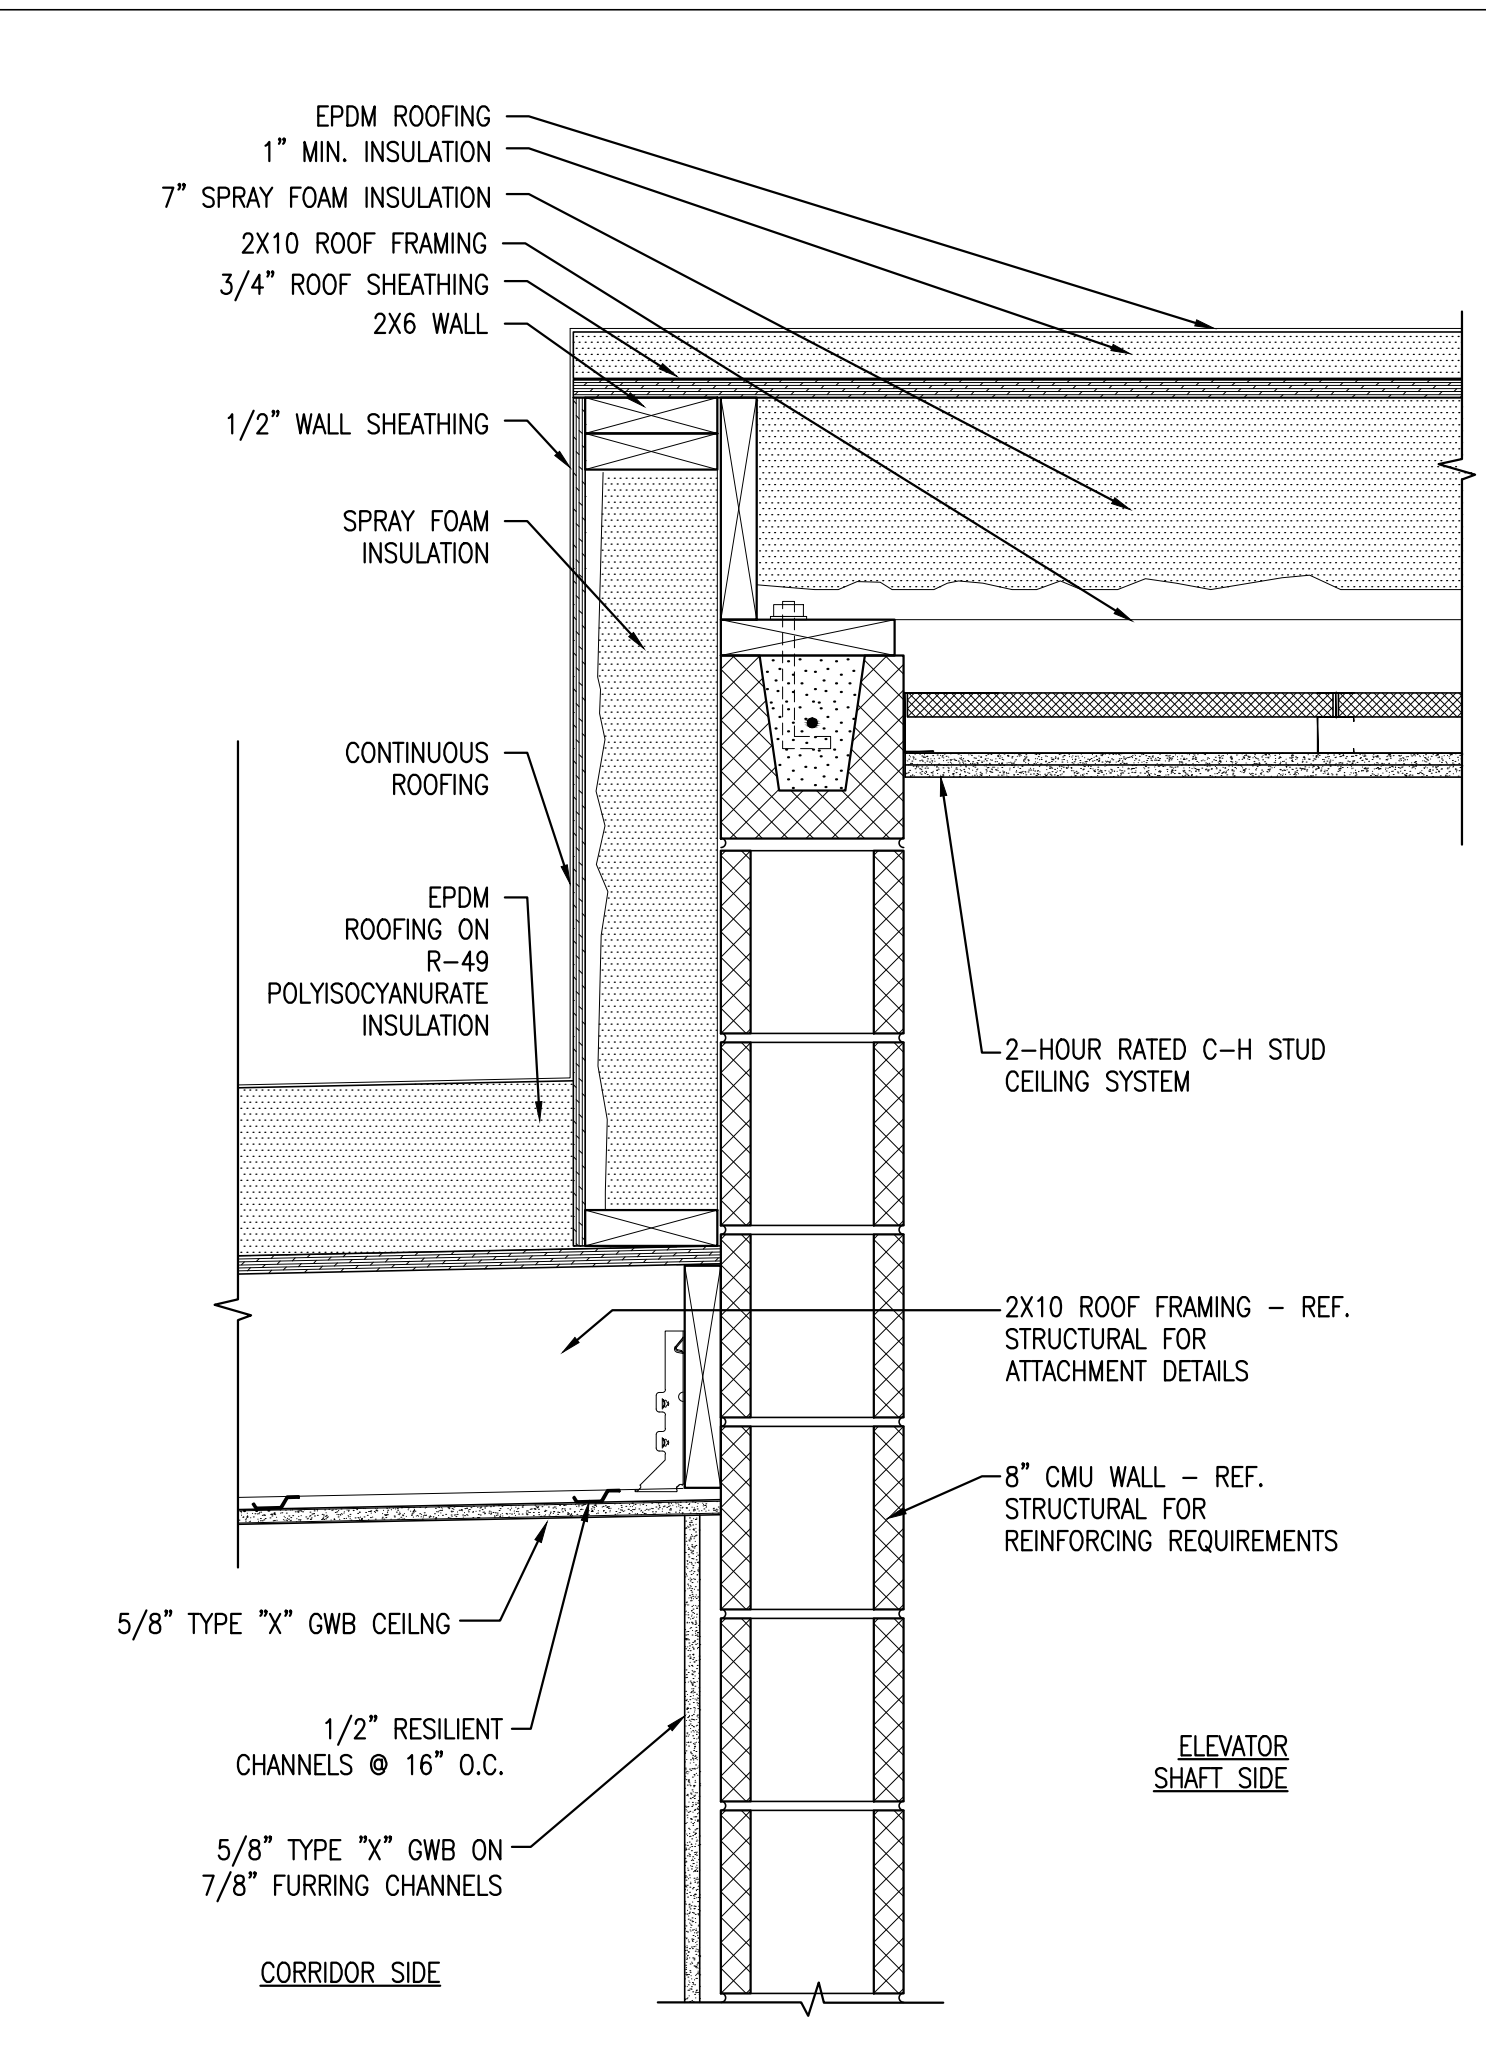 EPDM ROOFING
1" MIN. INSULATION
7" SPRAY FOAM INSULATION
2X10 ROOF FRAMING
3/4" ROOF SHEATHING
2X6 WALL
1/2" WALL SHEATHING
SPRAY FOAM
INSULATION
CONTINUOUS
ROOFING
EPDM
ROOFING ON
R-49
POLYISOCYANURATE
INSULATION
2-HOUR RATED C-H STUD
CEILING SYSTEM
2X10 ROOF FRAMING - REF.
STRUCTURAL FOR
ATTACHMENT DETAILS
8" CMU WALL - REF.
STRUCTURAL FOR
REINFORCING REQUIREMENTS
5/8" TYPE "X" GWB CEILNG
1/2" RESILIENT
CHANNELS @ 16" O.C.
5/8" TYPE "X" GWB ON
7/8" FURRING CHANNELS
ELEVATOR
SHAFT SIDE
CORRIDOR SIDE